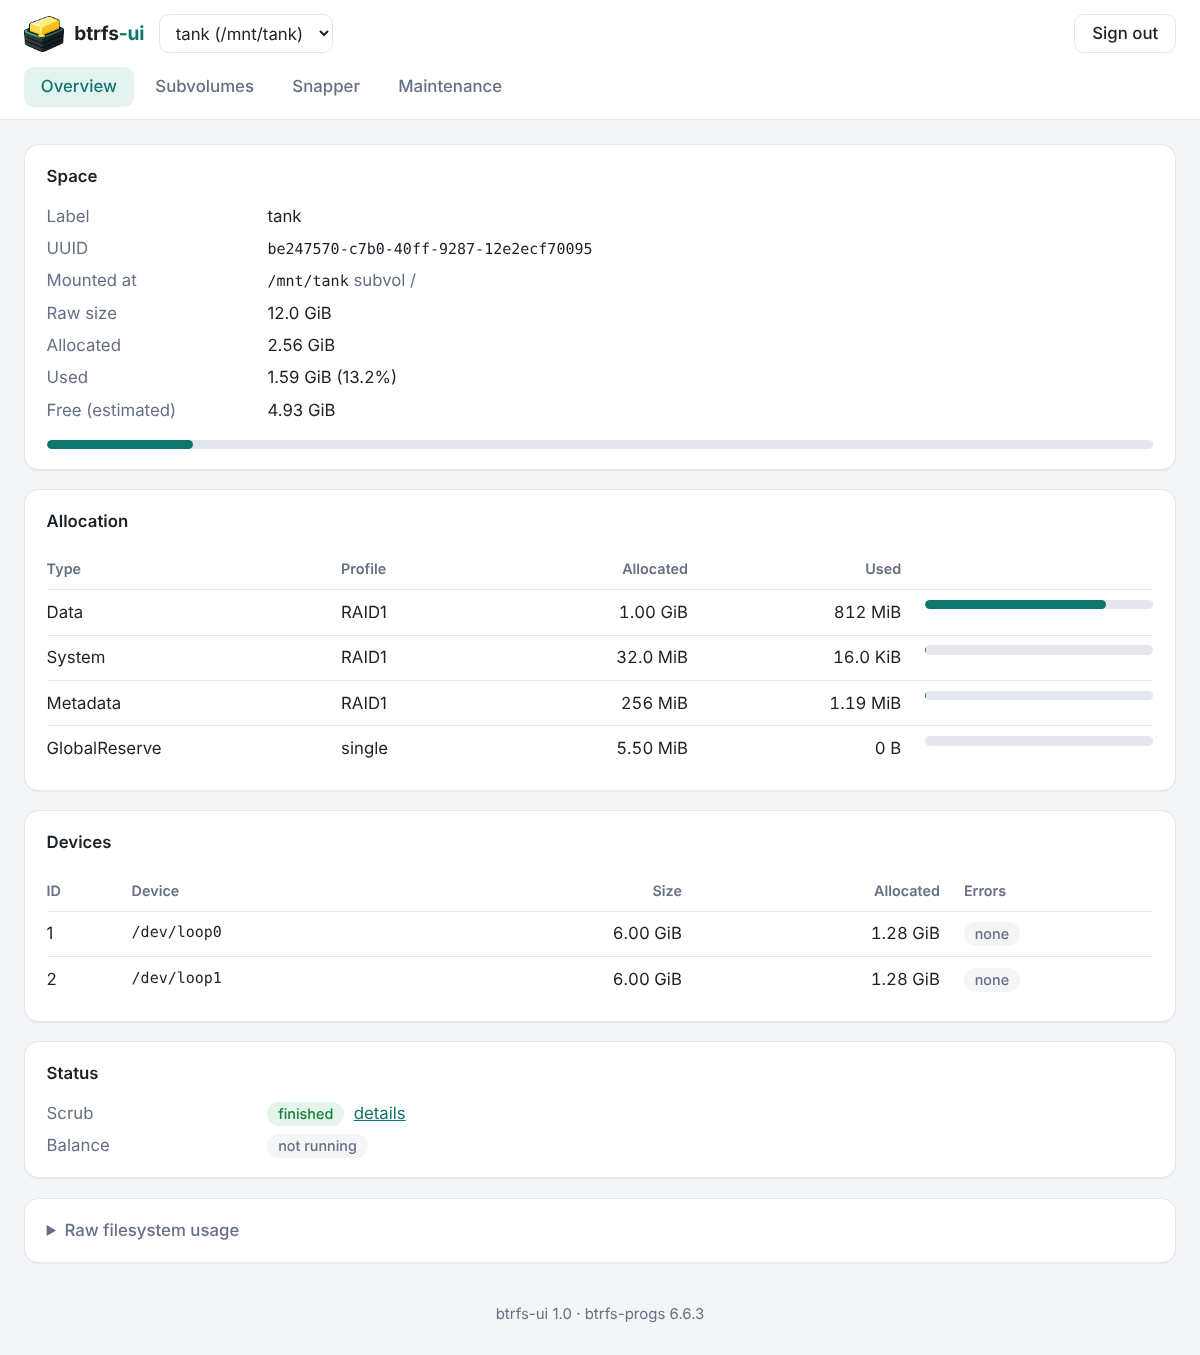 btrfs-ui
tank (/mnt/tank)
Sign out
Overview Subvolumes Snapper Maintenance
Space
Label tank
UUID be247570-c7b0-40ff-9287-12e2ecf70095
Mounted at /mnt/tank subvol /
Raw size 12.0 GiB
Allocated 2.56 GiB
Used 1.59 GiB (13.2%)
Free (estimated) 4.93 GiB
Allocation
Type Profile Allocated Used
Data RAID1 1.00 GiB 812 MiB
System RAID1 32.0 MiB 16.0 KiB
Metadata RAID1 256 MiB 1.19 MiB
GlobalReserve single 5.50 MiB 0 B
Devices
ID Device Size Allocated Errors
1 /dev/loop0 6.00 GiB 1.28 GiB none
2 /dev/loop1 6.00 GiB 1.28 GiB none
Status
Scrub finished details
Balance not running
Raw filesystem usage
btrfs-ui 1.0 · btrfs-progs 6.6.3